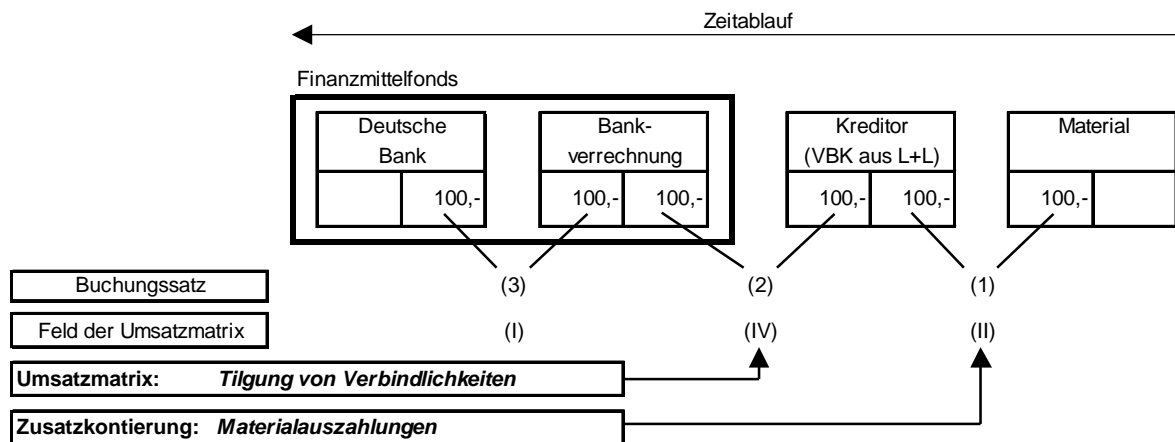 Zeitablauf
Finanzmittelfonds
Deutsche Bank- Kreditor Material
Bank verrechnung (VBK aus L+L)
100,- 100,- 100,- 100,- 100,- 100,-
Buchungssatz (3) (2) (1)
Feld der Umsatzmatrix (I) (IV) (II)
Umsatzmatrix: Tilgung von Verbindlichkeiten
Zusatzkontierung: Materialauszahlungen